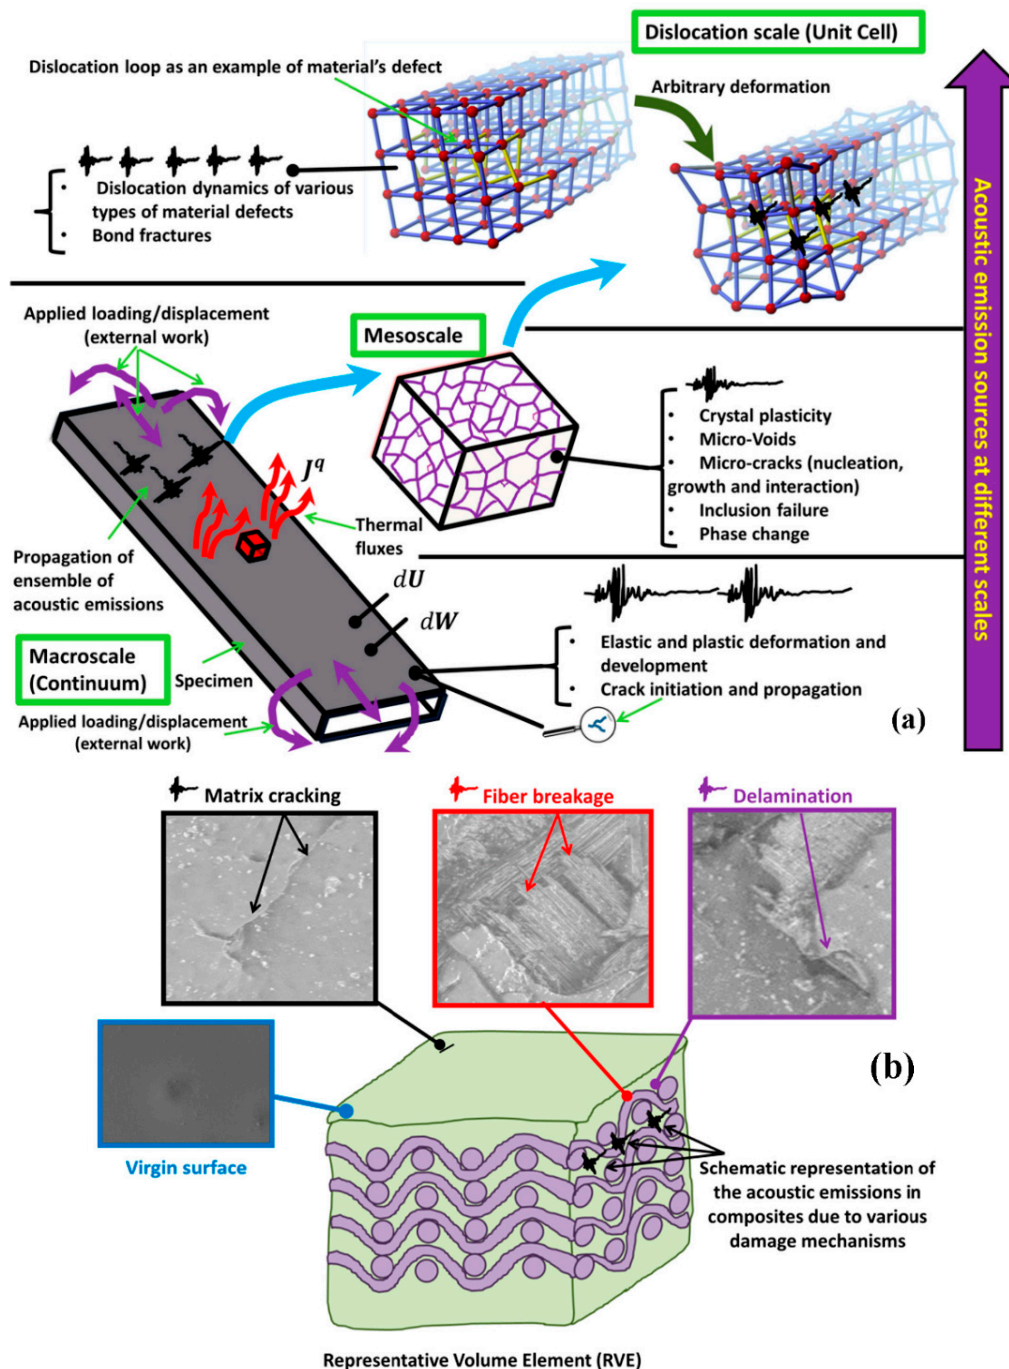 Dislocation scale (Unit Cell)
Dislocation loop as an example of material's defect
Arbitrary deformation
• Dislocation dynamics of various
types of material defects
• Bond fractures
Acoustic emission sources at different scales
Applied loading/displacement
(external work)
Mesoscale
• Crystal plasticity
• Micro-Voids
• Micro-cracks (nucleation,
growth and interaction)
• Inclusion failure
• Phase change
J^q
Thermal
fluxes
Propagation of
ensemble of
acoustic emissions
dU
dW
• Elastic and plastic deformation and
development
• Crack initiation and propagation
Macroscale
(Continuum)
Specimen
Applied loading/displacement
(external work)
(a)
Matrix cracking
Fiber breakage
Delamination
(b)
Virgin surface
Schematic representation of
the acoustic emissions in
composites due to various
damage mechanisms
Representative Volume Element (RVE)